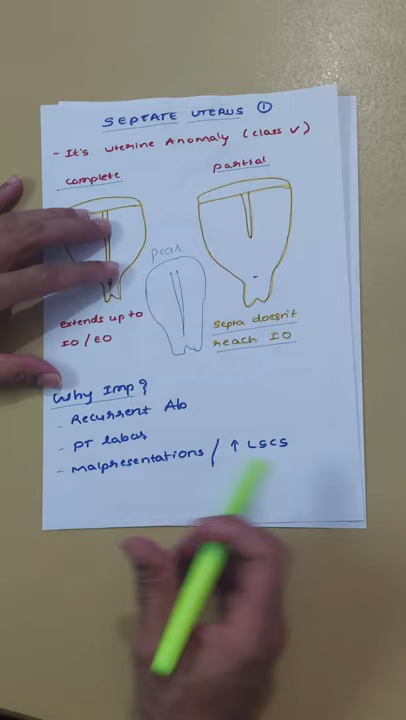 SEPTATE UTERUS ①
- It's uterine Anomaly (class V)
complete
partial
pear
Extends up to
IO / EO
Septa doesn't
reach IO
Why Imp?
- Recurrent Ab
- PT labor
- Malpresentations / ↑ LSCS